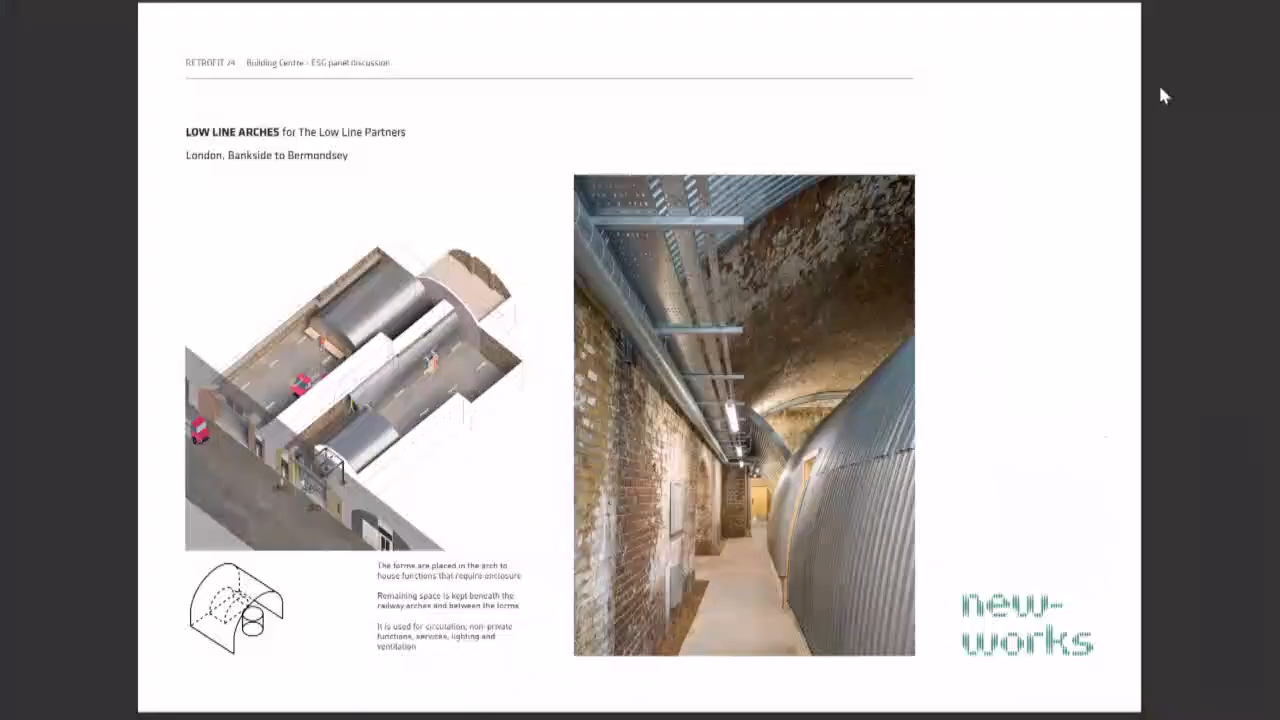 RETROFIT 24 Building Centre - ESG panel discussion
LOW LINE ARCHES for The Low Line Partners
London, Bankside to Bermondsey
The forms are placed in the arch to
house functions that require enclosure
Remaining space is kept beneath the
railway arches and between the forms
It is used for circulation, non-private
functions, services, lighting and
ventilation
new-
works